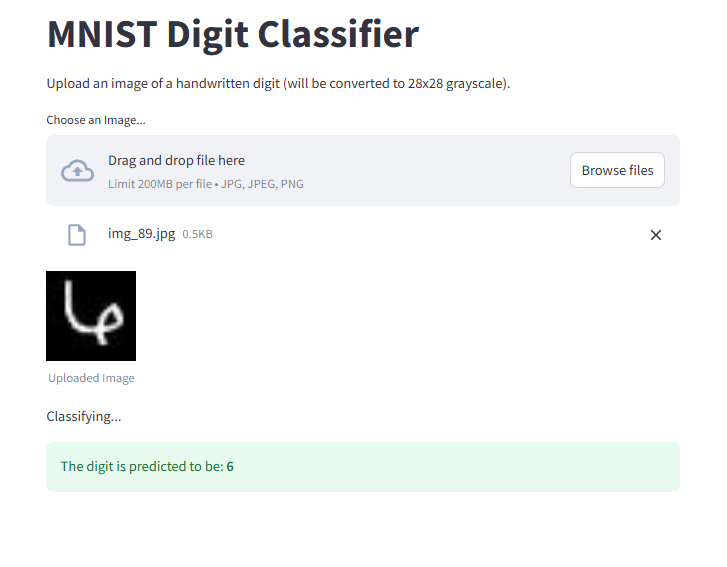 MNIST Digit Classifier
Upload an image of a handwritten digit (will be converted to 28x28 grayscale).
Choose an Image...
Drag and drop file here
Limit 200MB per file • JPG, JPEG, PNG
Browse files
img_89.jpg 0.5KB
6
Uploaded Image
Classifying...
The digit is predicted to be: 6